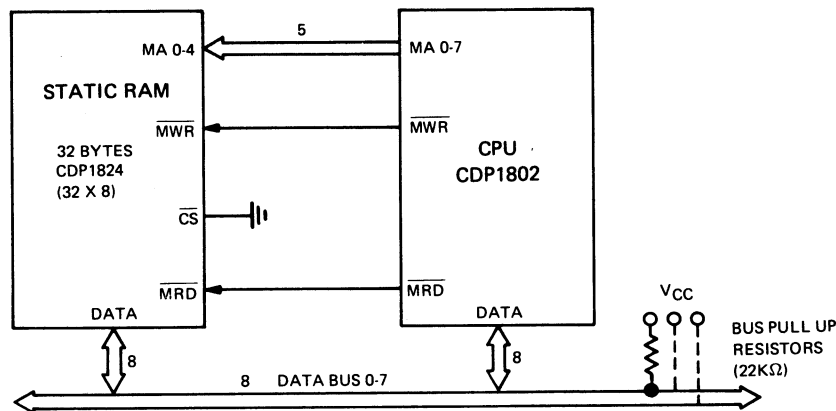 5
MA 0-4
MA 0-7
STATIC RAM
MWR
MWR
32 BYTES
CDP1824
(32 X 8)
CPU
CDP1802
CS
MRD
MRD
DATA
DATA
VCC
BUS PULL UP
RESISTORS
(22KΩ)
8
8
8 DATA BUS 0-7